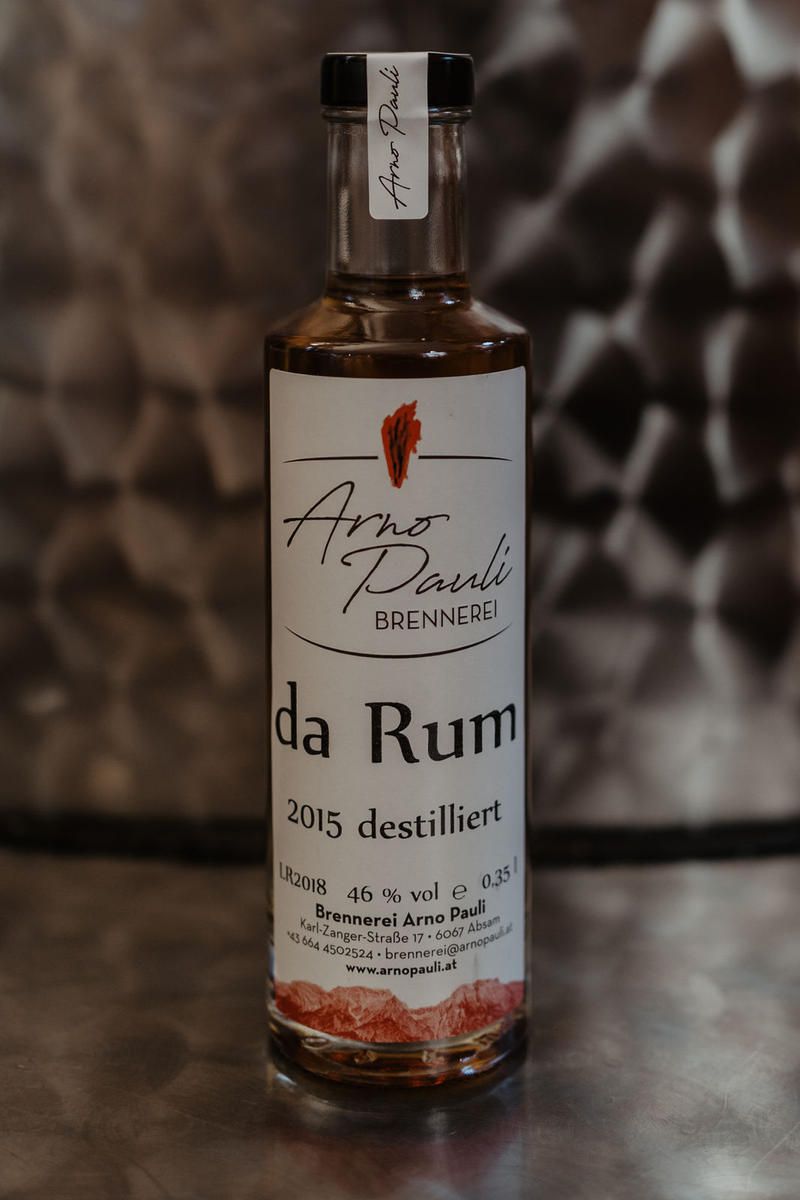 Arno Pauli
Arno
Pauli
BRENNEREI
da Rum
2015 destilliert
LR2018 46 % vol ℮ 0,35 l
Brennerei Arno Pauli
Karl-Zanger-Straße 17 • 6067 Absam
+43 664 4502524 • brennerei@arnopauli.at
www.arnopauli.at